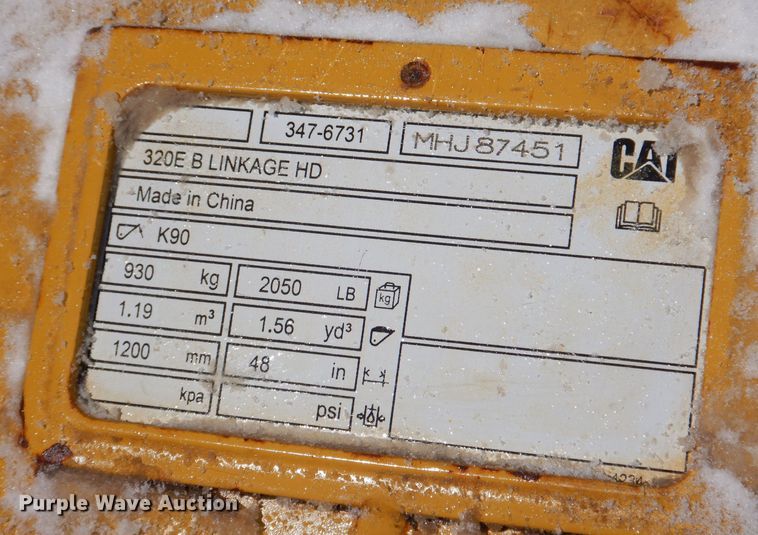 347-6731 MHJ87451 CAT
320E B LINKAGE HD
Made in China
K90
930 kg 2050 LB kg
1.19 m³ 1.56 yd³
1200 mm 48 in
kpa psi
Purple Wave Auction